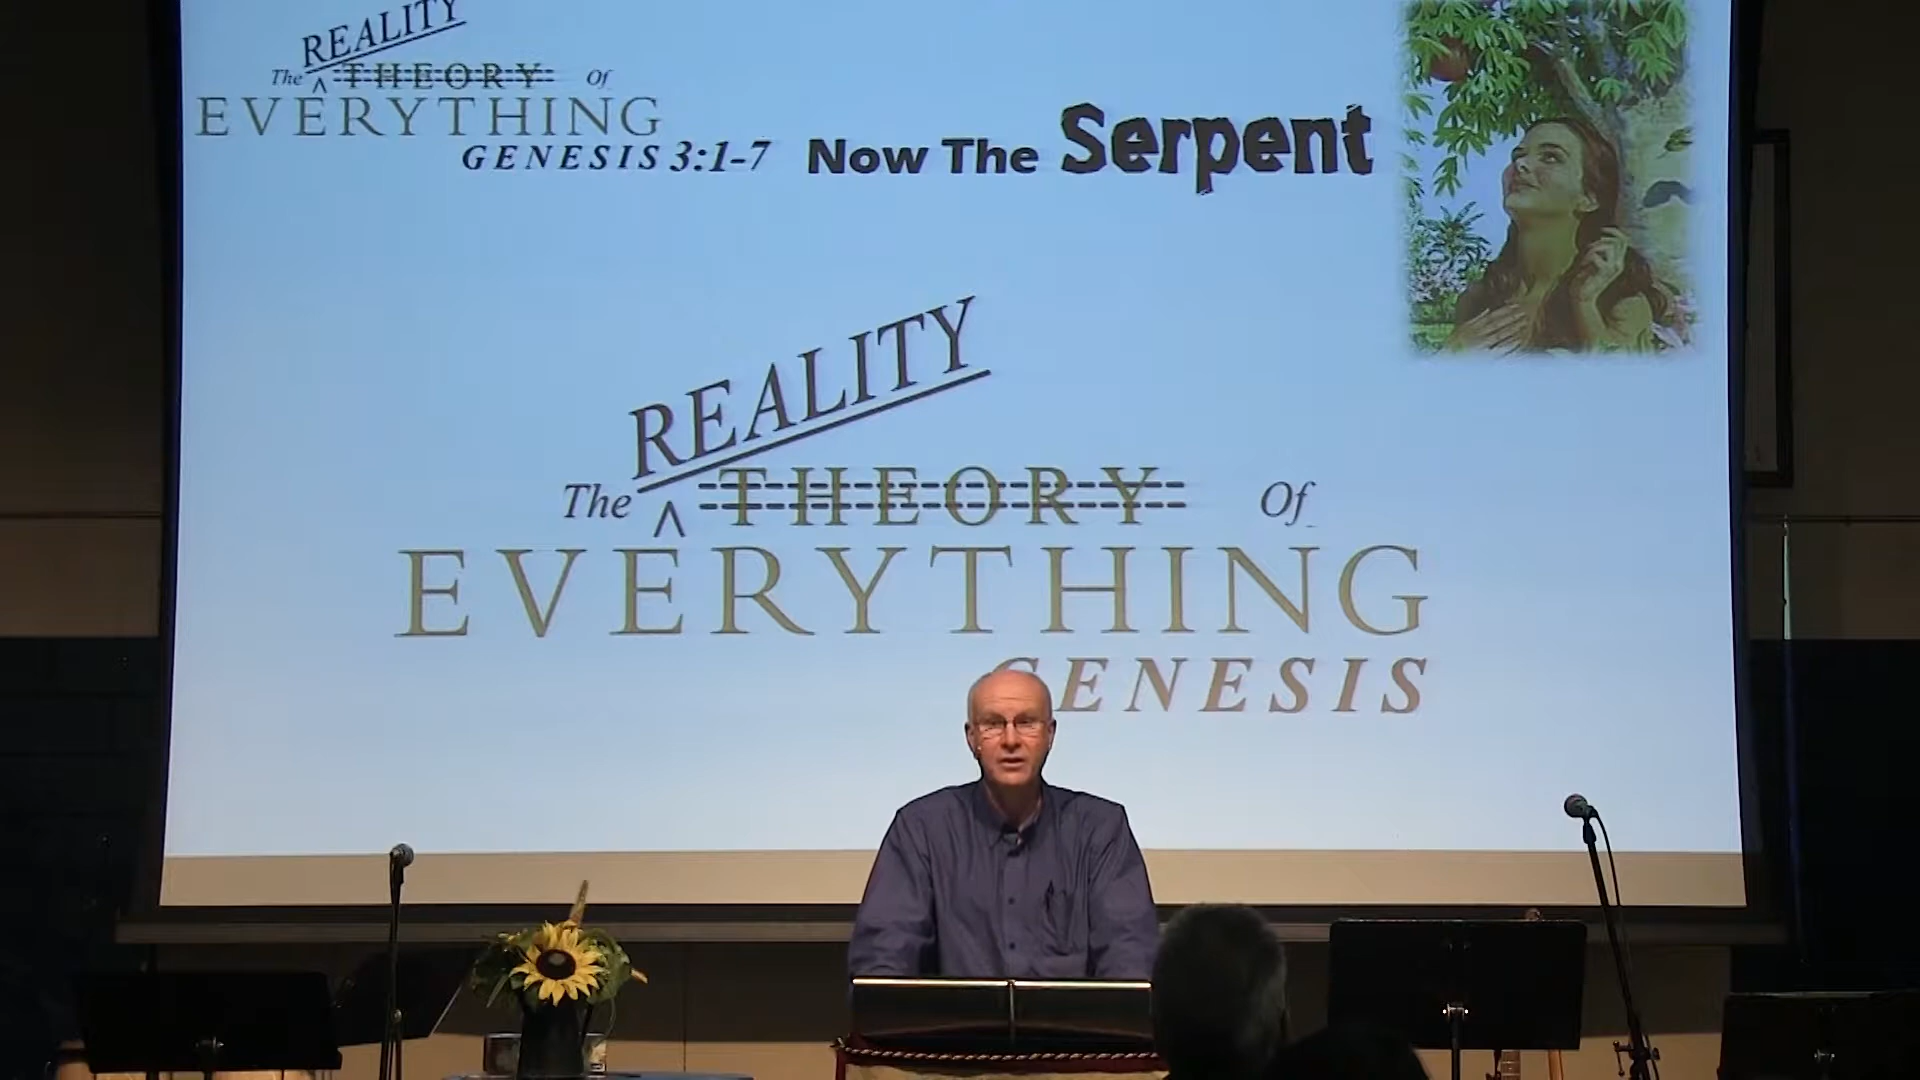 REALITY
The ^ THEORY Of
EVERYTHING
GENESIS 3:1-7 Now The Serpent
REALITY
The ^ THEORY Of
EVERYTHING
GENESIS